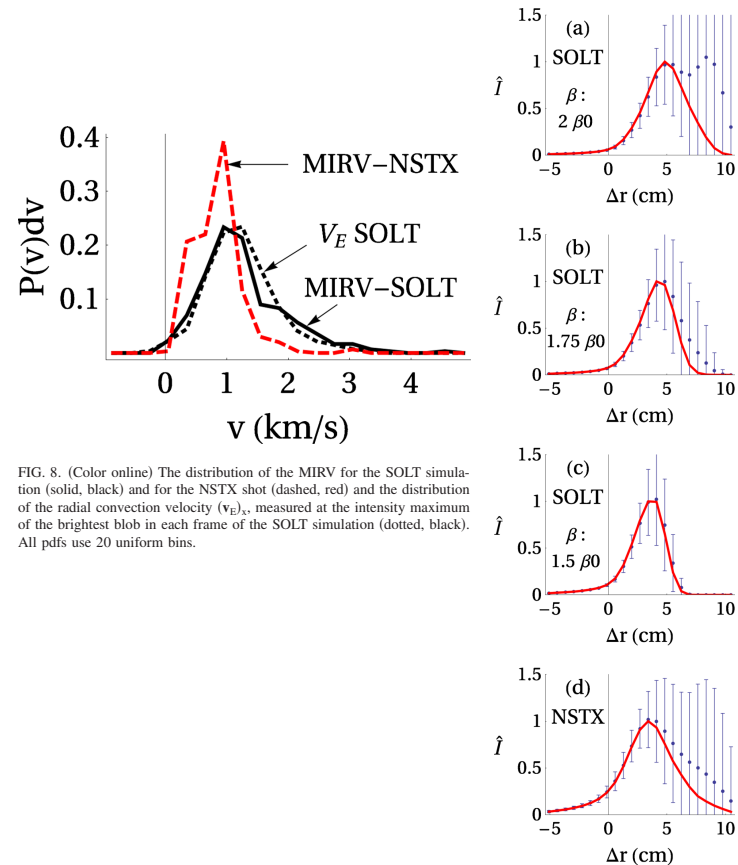 0.4
0.3
0.2
0.1
P(v)dv
MIRV–NSTX
V_E SOLT
MIRV–SOLT
0 1 2 3 4
v (km/s)
FIG. 8. (Color online) The distribution of the MIRV for the SOLT simula-
tion (solid, black) and for the NSTX shot (dashed, red) and the distribution
of the radial convection velocity (v_E)_x, measured at the intensity maximum
of the brightest blob in each frame of the SOLT simulation (dotted, black).
All pdfs use 20 uniform bins.
1.5
1
0.5
0
Î
(a)
SOLT
β :
2 β0
−5 0 5 10
Δr (cm)
1.5
1
0.5
0
Î
(b)
SOLT
β :
1.75 β0
−5 0 5 10
Δr (cm)
1.5
1
0.5
0
Î
(c)
SOLT
β :
1.5 β0
−5 0 5 10
Δr (cm)
1.5
1
0.5
0
Î
(d)
NSTX
−5 0 5 10
Δr (cm)